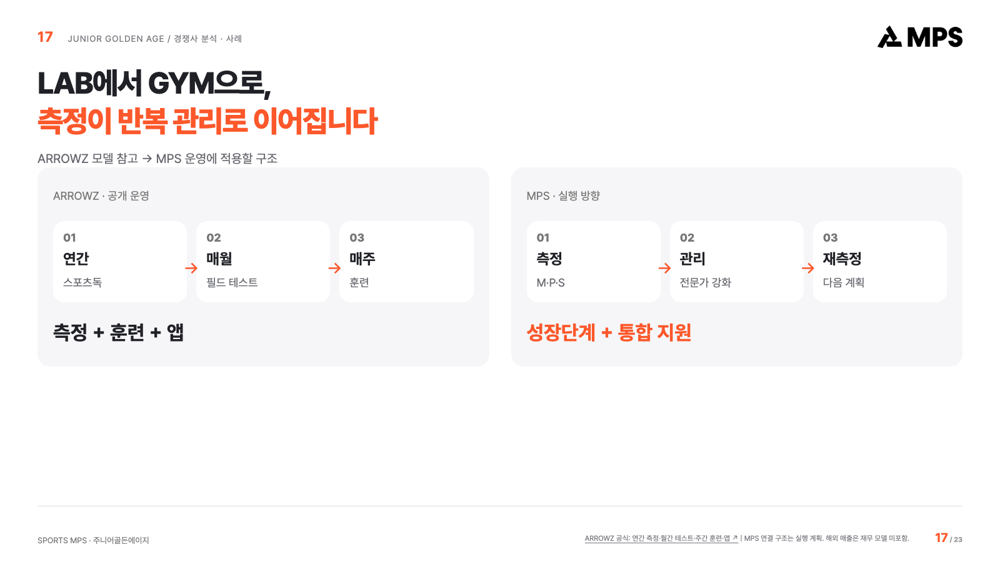 17 JUNIOR GOLDEN AGE / 경쟁사 분석 · 사례
MPS
LAB에서 GYM으로,
측정이 반복 관리로 이어집니다
ARROWZ 모델 참고 → MPS 운영에 적용할 구조
ARROWZ · 공개 운영
01
연간
스포츠독
→
02
매월
필드 테스트
→
03
매주
훈련
측정 + 훈련 + 앱
MPS · 실행 방향
01
측정
M·P·S
→
02
관리
전문가 강화
→
03
재측정
다음 계획
성장단계 + 통합 지원
SPORTS MPS · 주니어골든에이지
ARROWZ 공식: 연간 측정·월간 테스트·주간 훈련·앱 ↗ | MPS 연결 구조는 실행 계획. 해외 매출은 재무 모델 미포함.
17 / 23